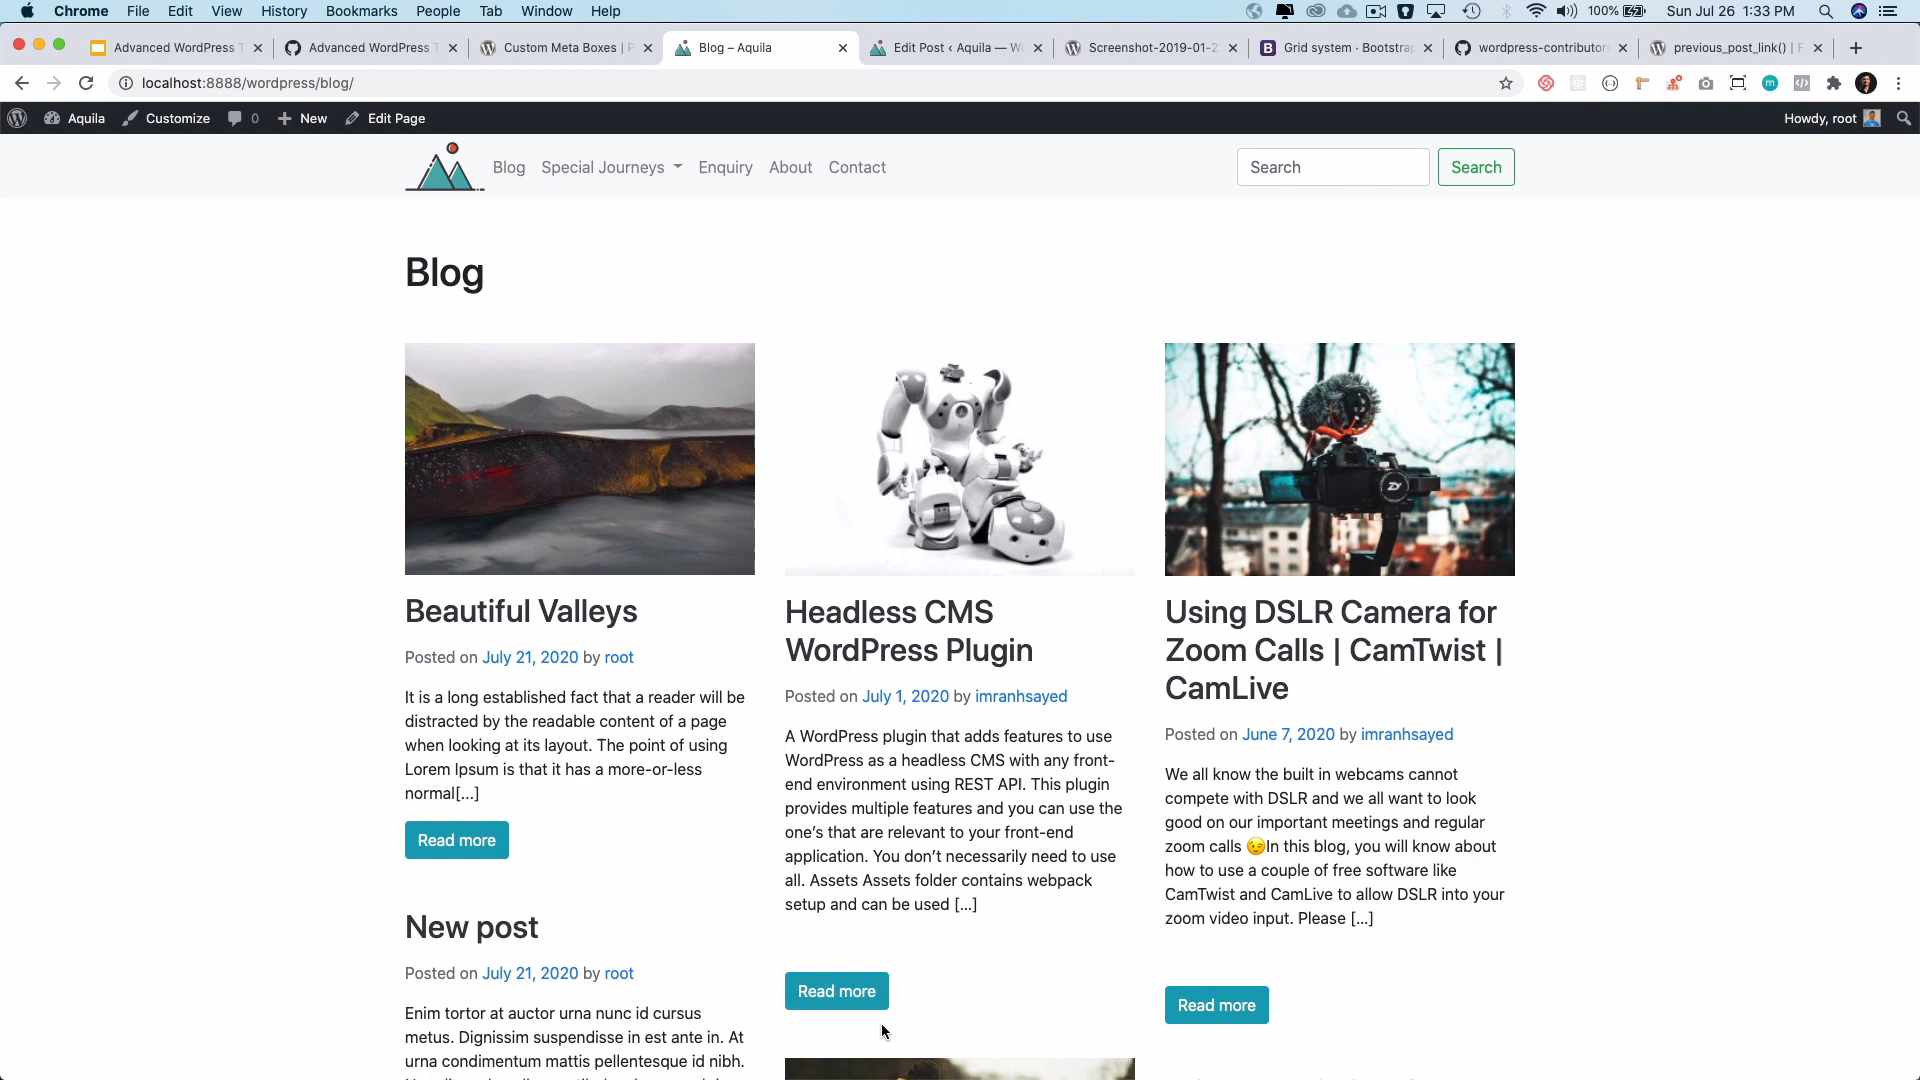 Chrome File Edit View History Bookmarks People Tab Window Help 100% Sun Jul 26 1:33 PM
Advanced WordPress T Advanced WordPress T Custom Meta Boxes | P Blog – Aquila Edit Post ‹ Aquila — W Screenshot-2019-01-2 Grid system · Bootstrap wordpress-contributors previous_post_link() | F
localhost:8888/wordpress/blog/
Aquila Customize 0 New Edit Page Howdy, root
Blog Special Journeys Enquiry About Contact Search Search
Blog
Beautiful Valleys
Posted on July 21, 2020 by root
It is a long established fact that a reader will be
distracted by the readable content of a page
when looking at its layout. The point of using
Lorem Ipsum is that it has a more-or-less
normal[...]
Read more
New post
Posted on July 21, 2020 by root
Enim tortor at auctor urna nunc id cursus
metus. Dignissim suspendisse in est ante in. At
urna condimentum mattis pellentesque id nibh.
Headless CMS
WordPress Plugin
Posted on July 1, 2020 by imranhsayed
A WordPress plugin that adds features to use
WordPress as a headless CMS with any front-
end environment using REST API. This plugin
provides multiple features and you can use the
one's that are relevant to your front-end
application. You don't necessarily need to use
all. Assets Assets folder contains webpack
setup and can be used [...]
Read more
Using DSLR Camera for
Zoom Calls | CamTwist |
CamLive
Posted on June 7, 2020 by imranhsayed
We all know the built in webcams cannot
compete with DSLR and we all want to look
good on our important meetings and regular
zoom calls 😉In this blog, you will know about
how to use a couple of free software like
CamTwist and CamLive to allow DSLR into your
zoom video input. Please [...]
Read more